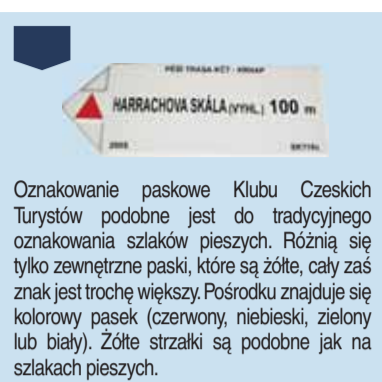 PĚŠÍ TRASA KČT - KRNAP
HARRACHOVA SKÁLA (VYHL.) 100 m
Oznakowanie paskowe Klubu Czeskich
Turystów podobne jest do tradycyjnego
oznakowania szlaków pieszych. Różnią się
tylko zewnętrzne paski, które są żółte, cały zaś
znak jest trochę większy. Pośrodku znajduje się
kolorowy pasek (czerwony, niebieski, zielony
lub biały). Żółte strzałki są podobne jak na
szlakach pieszych.